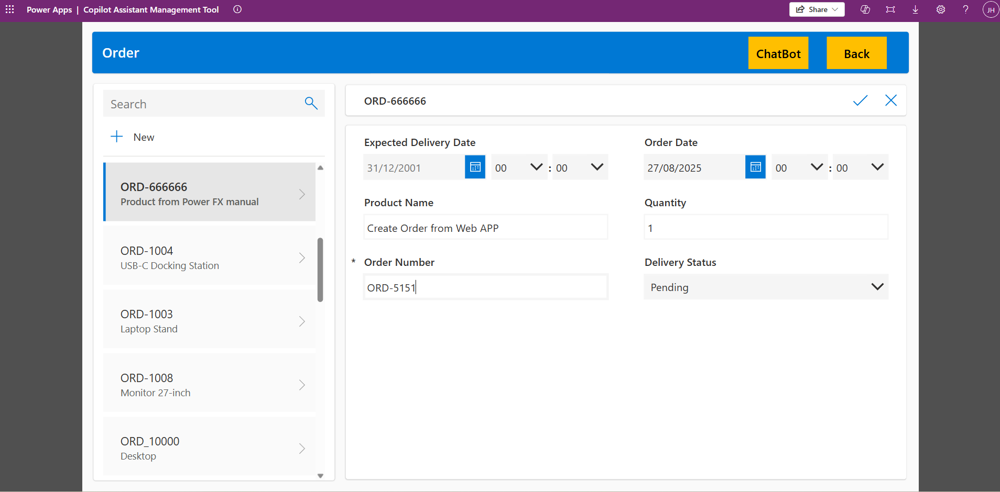 Power Apps | Copilot Assistant Management Tool
Share
JH
Order
ChatBot
Back
Search
New
ORD-666666
Product from Power FX manual
ORD-1004
USB-C Docking Station
ORD-1003
Laptop Stand
ORD-1008
Monitor 27-inch
ORD_10000
Desktop
ORD-666666
Expected Delivery Date
31/12/2001 00 : 00
Order Date
27/08/2025 00 : 00
Product Name
Create Order from Web APP
Quantity
1
* Order Number
ORD-5151
Delivery Status
Pending